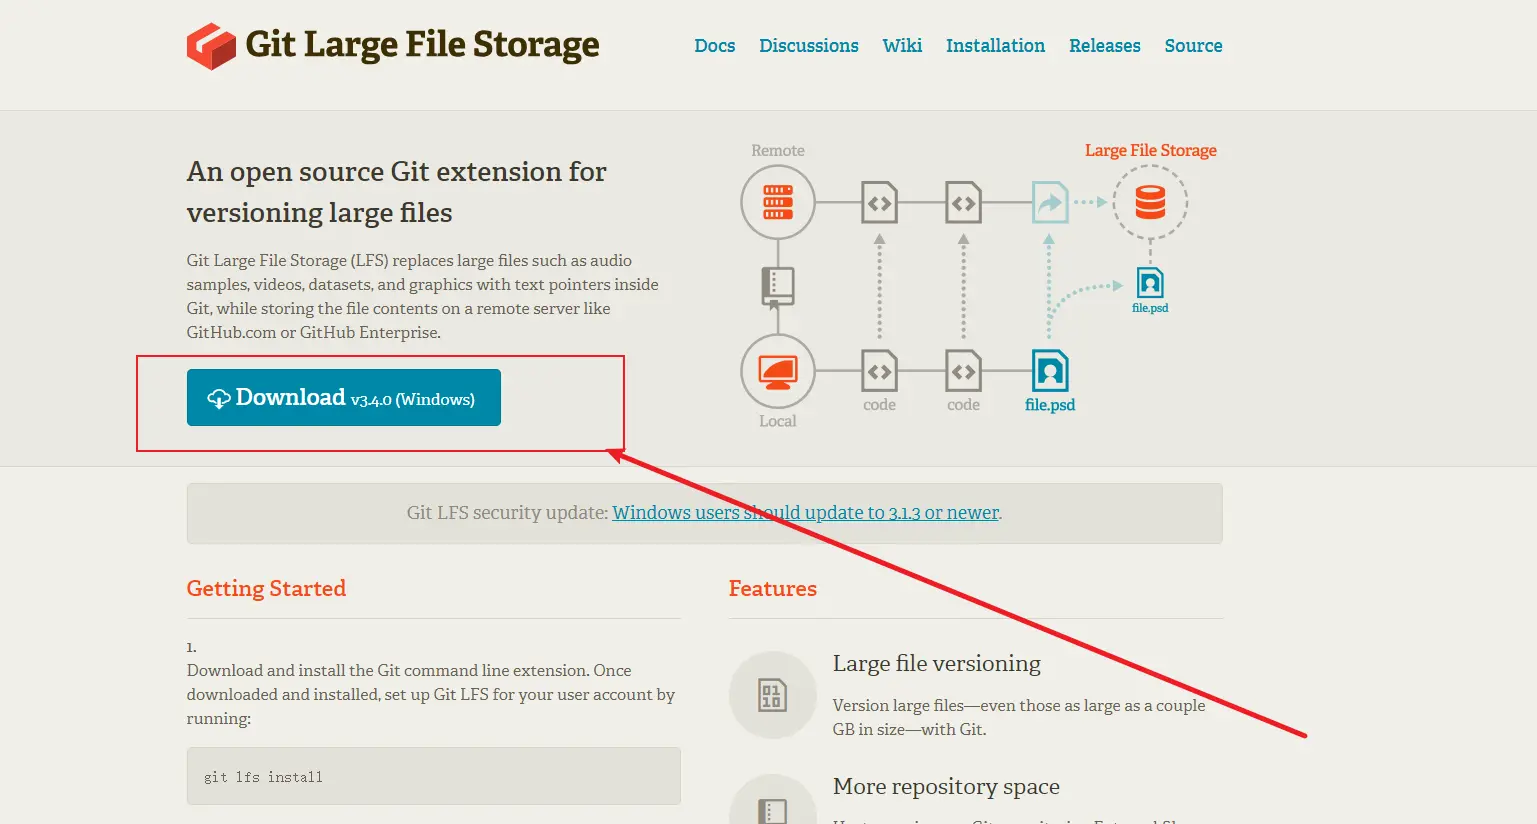 Git Large File Storage
Docs Discussions Wiki Installation Releases Source
An open source Git extension for
versioning large files
Git Large File Storage (LFS) replaces large files such as audio
samples, videos, datasets, and graphics with text pointers inside
Git, while storing the file contents on a remote server like
GitHub.com or GitHub Enterprise.
Download v3.4.0 (Windows)
Remote
Large File Storage
file.psd
code
code
file.psd
Local
Git LFS security update: Windows users should update to 3.1.3 or newer.
Getting Started
1.
Download and install the Git command line extension. Once
downloaded and installed, set up Git LFS for your user account by
running:
git lfs install
Features
01
10
Large file versioning
Version large files—even those as large as a couple
GB in size—with Git.
More repository space